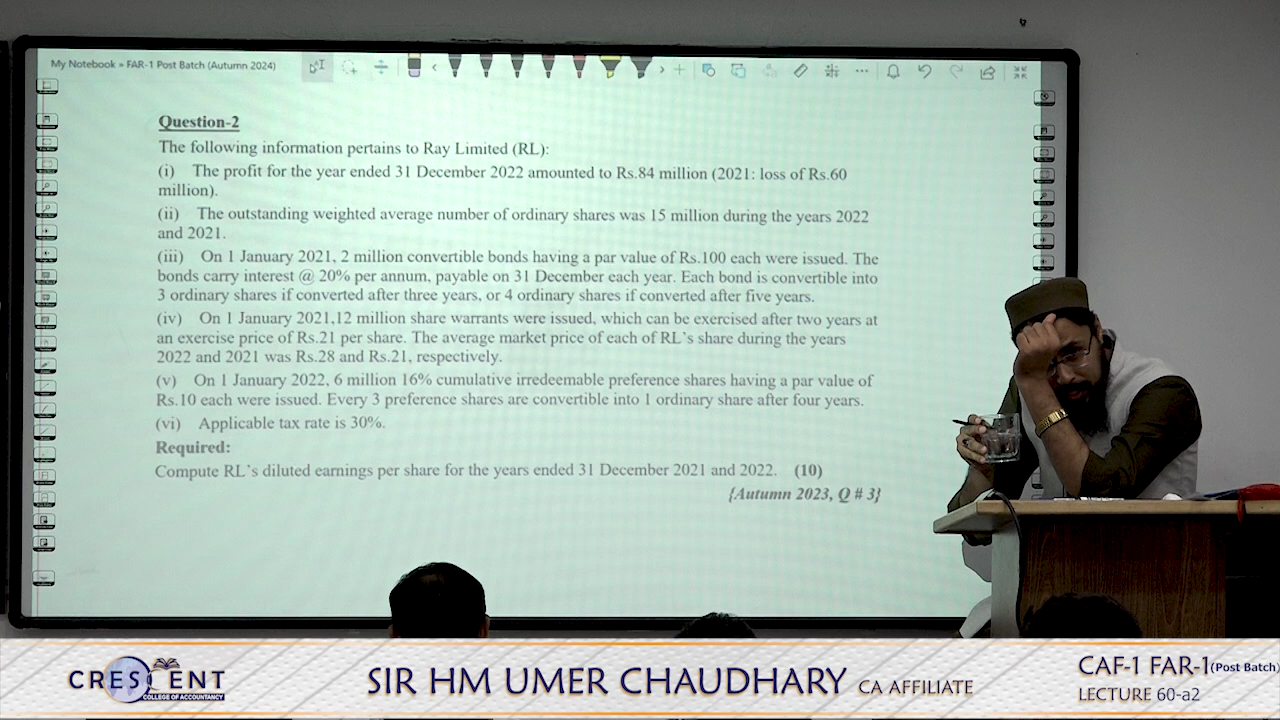 My Notebook » FAR-1 Post Batch (Autumn 2024)
Question-2
The following information pertains to Ray Limited (RL):
(i) The profit for the year ended 31 December 2022 amounted to Rs.84 million (2021: loss of Rs.60
million).
(ii) The outstanding weighted average number of ordinary shares was 15 million during the years 2022
and 2021.
(iii) On 1 January 2021, 2 million convertible bonds having a par value of Rs.100 each were issued. The
bonds carry interest @ 20% per annum, payable on 31 December each year. Each bond is convertible into
3 ordinary shares if converted after three years, or 4 ordinary shares if converted after five years.
(iv) On 1 January 2021,12 million share warrants were issued, which can be exercised after two years at
an exercise price of Rs.21 per share. The average market price of each of RL's share during the years
2022 and 2021 was Rs.28 and Rs.21, respectively.
(v) On 1 January 2022, 6 million 16% cumulative irredeemable preference shares having a par value of
Rs.10 each were issued. Every 3 preference shares are convertible into 1 ordinary share after four years.
(vi) Applicable tax rate is 30%.
Required:
Compute RL's diluted earnings per share for the years ended 31 December 2021 and 2022. (10)
{Autumn 2023, Q # 3}
CRESCENT
COLLEGE OF ACCOUNTANCY
SIR HM UMER CHAUDHARY CA AFFILIATE
CAF-1 FAR-1(Post Batch)
LECTURE 60-a2